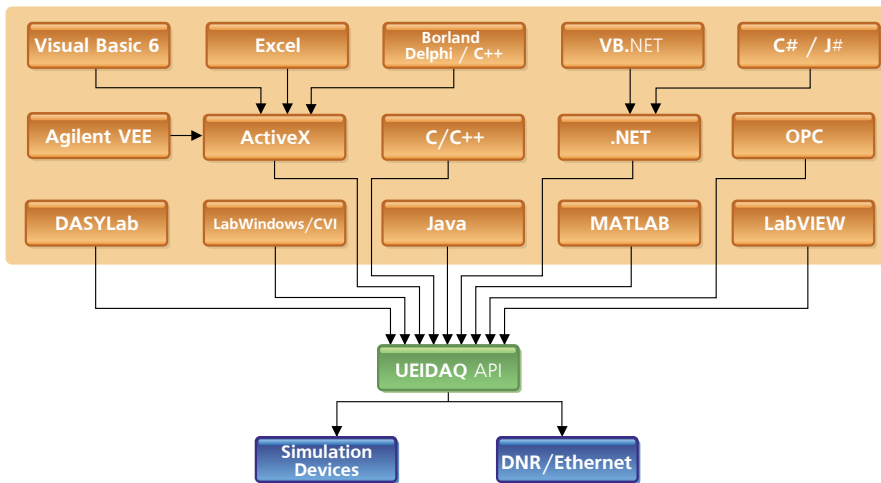 Visual Basic 6
Excel
Borland
Delphi / C++
VB.NET
C# / J#
Agilent VEE
ActiveX
C/C++
.NET
OPC
DASYLab
LabWindows/CVI
Java
MATLAB
LabVIEW
UEIDAQ API
Simulation
Devices
DNR/Ethernet